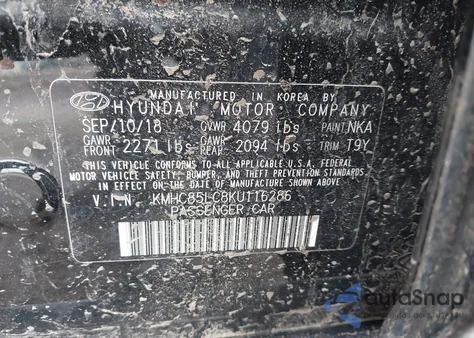 MANUFACTURED IN KOREA BY
HYUNDAI MOTOR COMPANY
SEP/10/18 GVWR 4079 lbs PAINT:NKA
GAWR FRONT 2271 lbs GAWR REAR 2094 lbs TRIM T9Y
THIS VEHICLE CONFORMS TO ALL APPLICABLE U.S.A. FEDERAL
MOTOR VEHICLE SAFETY, BUMPER, AND THEFT PREVENTION STANDARDS
IN EFFECT ON THE DATE OF MANUFACTURE SHOWN ABOVE.
V.I.N. KMHC85LC8KU116286
PASSENGER CAR
autoSnap